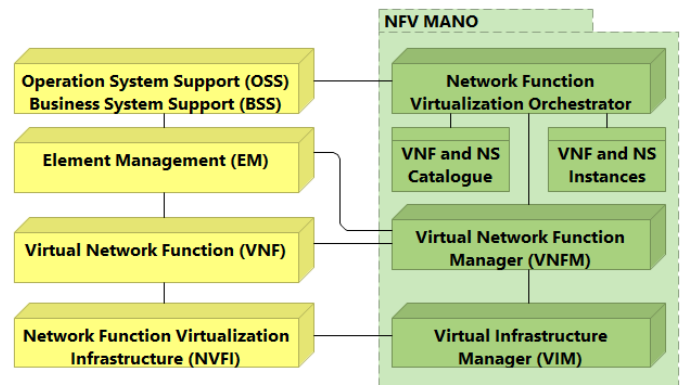 NFV MANO
Operation System Support (OSS)
Business System Support (BSS)
Network Function
Virtualization Orchestrator
VNF and NS
Catalogue
VNF and NS
Instances
Element Management (EM)
Virtual Network Function (VNF)
Virtual Network Function
Manager (VNFM)
Network Function Virtualization
Infrastructure (NVFI)
Virtual Infrastructure
Manager (VIM)